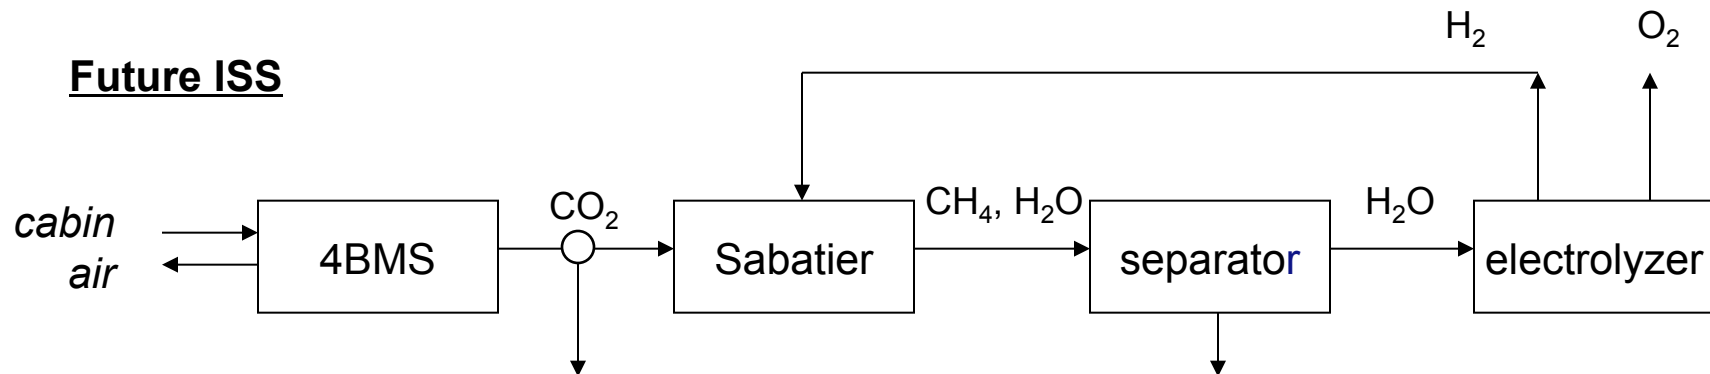 H₂
O₂
Future ISS
cabin
air
4BMS
CO₂
Sabatier
CH₄, H₂O
separator
H₂O
electrolyzer